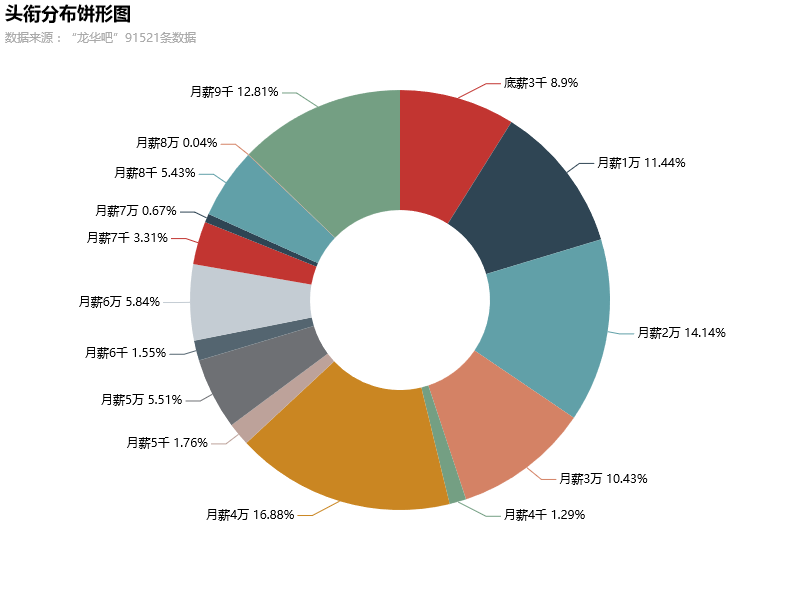 头衔分布饼形图
数据来源：“龙华吧”91521条数据
底薪3千 8.9%
月薪9千 12.81%
月薪8万 0.04%
月薪1万 11.44%
月薪8千 5.43%
月薪7万 0.67%
月薪7千 3.31%
月薪6万 5.84%
月薪2万 14.14%
月薪6千 1.55%
月薪5万 5.51%
月薪5千 1.76%
月薪3万 10.43%
月薪4万 16.88%
月薪4千 1.29%